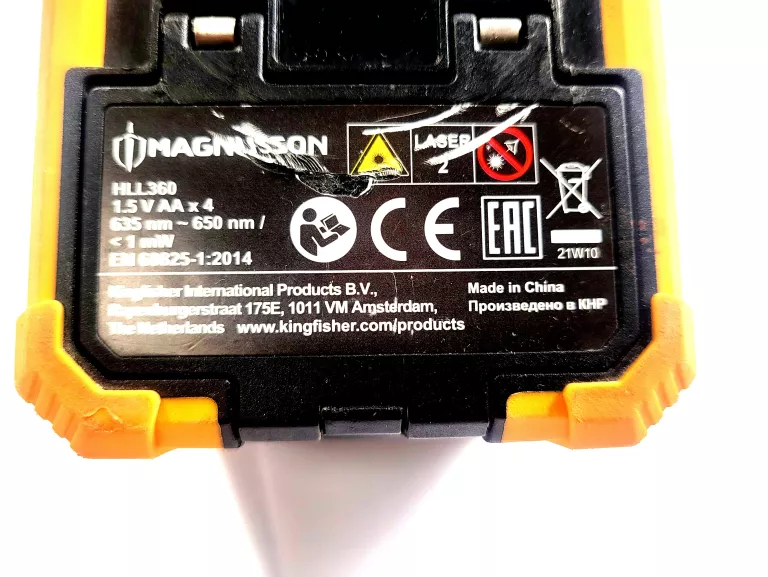 MAGNUSSON
LASER
2
HLL360
1.5 V AA x 4
635 nm ~ 650 nm /
< 1 mW
EN 60825-1:2014
CE
EAC
21W10
Kingfisher International Products B.V.,
Rapenburgerstraat 175E, 1011 VM Amsterdam,
The Netherlands www.kingfisher.com/products
Made in China
Произведено в КНР